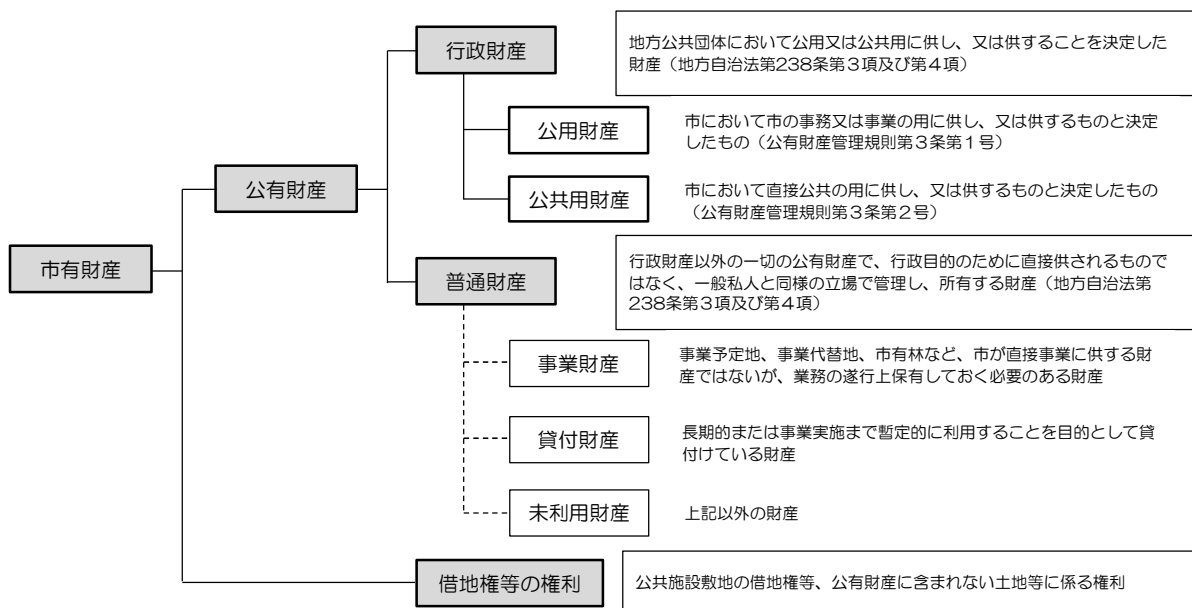 行政財産
地方公共団体において公用又は公共用に供し、又は供することを決定した
財産（地方自治法第238条第３項及び第４項）
公用財産
市において市の事務又は事業の用に供し、又は供するものと決定
したもの（公有財産管理規則第３条第１号）
公有財産
公共用財産
市において直接公共の用に供し、又は供するものと決定したもの
（公有財産管理規則第３条第２号）
市有財産
普通財産
行政財産以外の一切の公有財産で、行政目的のために直接供されるもので
はなく、一般私人と同様の立場で管理し、所有する財産（地方自治法第
238条第３項及び第４項）
事業財産
事業予定地、事業代替地、市有林など、市が直接事業に供する財
産ではないが、業務の遂行上保有しておく必要のある財産
貸付財産
長期的または事業実施まで暫定的に利用することを目的として貸
付けている財産
未利用財産
上記以外の財産
借地権等の権利
公共施設敷地の借地権等、公有財産に含まれない土地等に係る権利